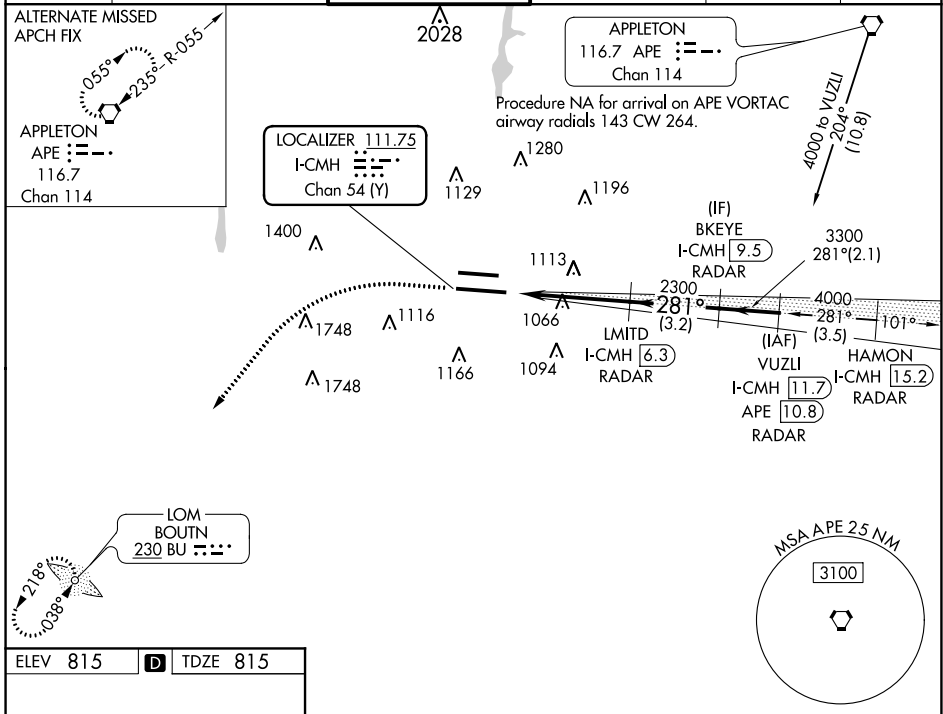 ALTERNATE MISSED
APCH FIX
055°
235°
R-055
APPLETON
APE
116.7
Chan 114
2028
APPLETON
116.7 APE
Chan 114
Procedure NA for arrival on APE VORTAC
airway radials 143 CW 264.
4000 to VUZLI
204°
(10.8)
LOCALIZER 111.75
I-CMH
Chan 54 (Y)
1280
1129
1196
1400
1113
(IF)
BKEYE
I-CMH 9.5
RADAR
3300
281°(2.1)
2300
281°
(3.2)
4000
281°
(3.5)
101°
1066
1748
1116
LMITD
I-CMH 6.3
RADAR
(IAF)
VUZLI
I-CMH 11.7
APE 10.8
RADAR
HAMON
I-CMH 15.2
RADAR
1166
1094
1748
LOM
BOUTN
230 BU
218°
038°
MSA APE 25 NM
3100
ELEV 815 D TDZE 815